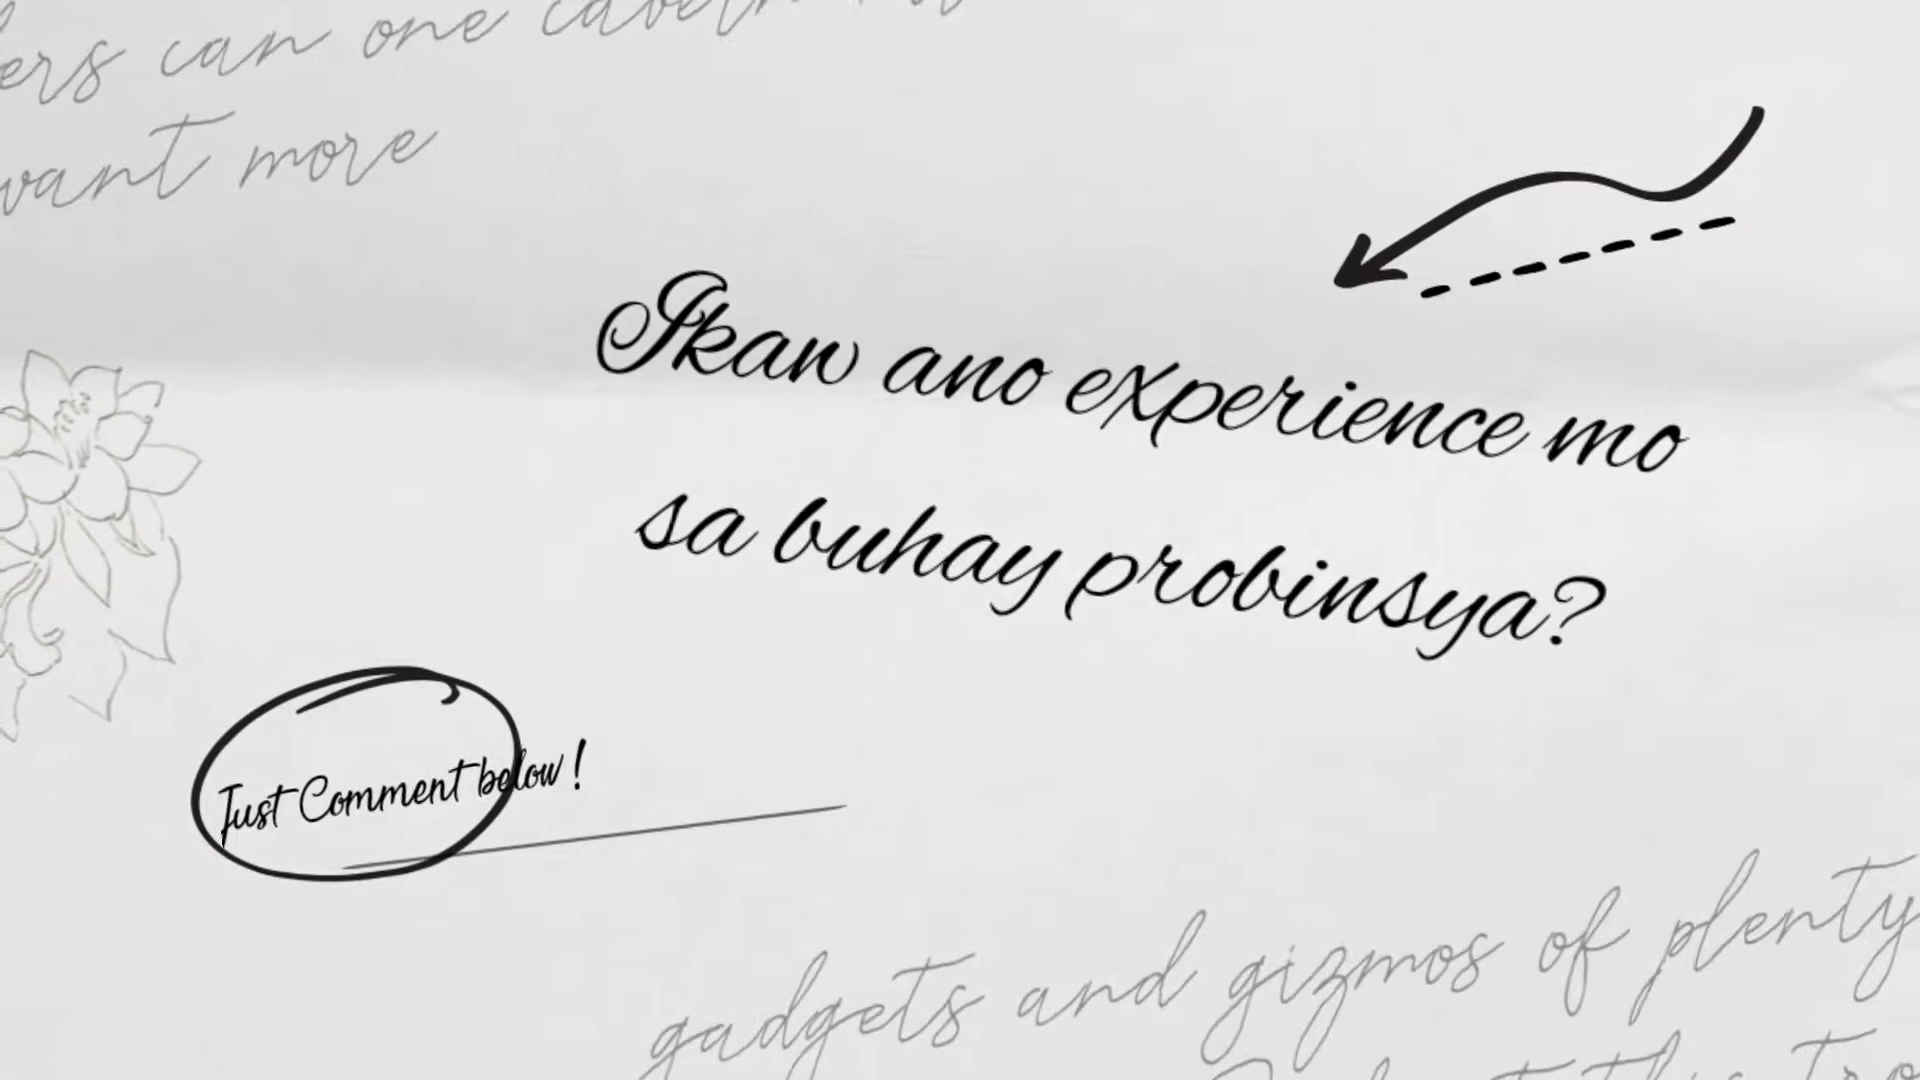 can one
want more
Ikaw ano experience mo
sa buhay probinsya?
Just Comment below !
gadgets and gizmos of plenty